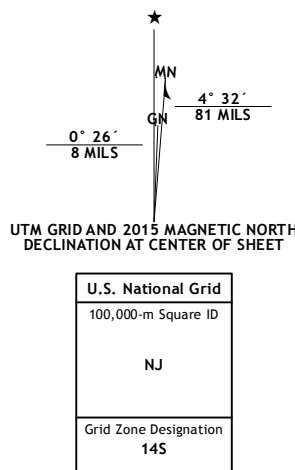 ★
MN
4° 32´
81 MILS
GN
0° 26´
8 MILS
UTM GRID AND 2015 MAGNETIC NORTH
DECLINATION AT CENTER OF SHEET
U.S. National Grid
100,000-m Square ID
NJ
Grid Zone Designation
14S